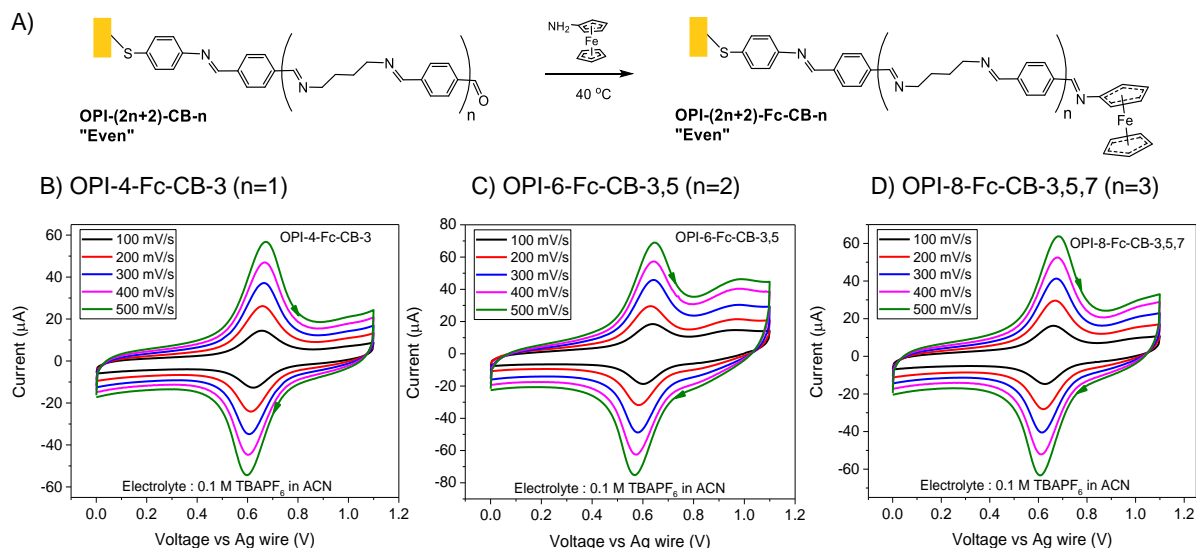 A)
S
N
N
N
n
O
OPI-(2n+2)-CB-n
"Even"
NH2
Fe
40 °C
S
N
N
N
n
N
Fe
OPI-(2n+2)-Fc-CB-n
"Even"
B) OPI-4-Fc-CB-3 (n=1)
C) OPI-6-Fc-CB-3,5 (n=2)
D) OPI-8-Fc-CB-3,5,7 (n=3)
OPI-4-Fc-CB-3
100 mV/s
200 mV/s
300 mV/s
400 mV/s
500 mV/s
60
40
20
0
-20
-40
-60
Current (µA)
Electrolyte : 0.1 M TBAPF6 in ACN
0.0 0.2 0.4 0.6 0.8 1.0 1.2
Voltage vs Ag wire (V)
OPI-6-Fc-CB-3,5
100 mV/s
200 mV/s
300 mV/s
400 mV/s
500 mV/s
80
60
40
20
0
-20
-40
-60
-80
Current (µA)
Electrolyte : 0.1 M TBAPF6 in ACN
0.0 0.2 0.4 0.6 0.8 1.0 1.2
Voltage vs Ag wire (V)
OPI-8-Fc-CB-3,5,7
100 mV/s
200 mV/s
300 mV/s
400 mV/s
500 mV/s
60
40
20
0
-20
-40
-60
Current (µA)
Electrolyte : 0.1 M TBAPF6 in ACN
0.0 0.2 0.4 0.6 0.8 1.0 1.2
Voltage vs Ag wire (V)